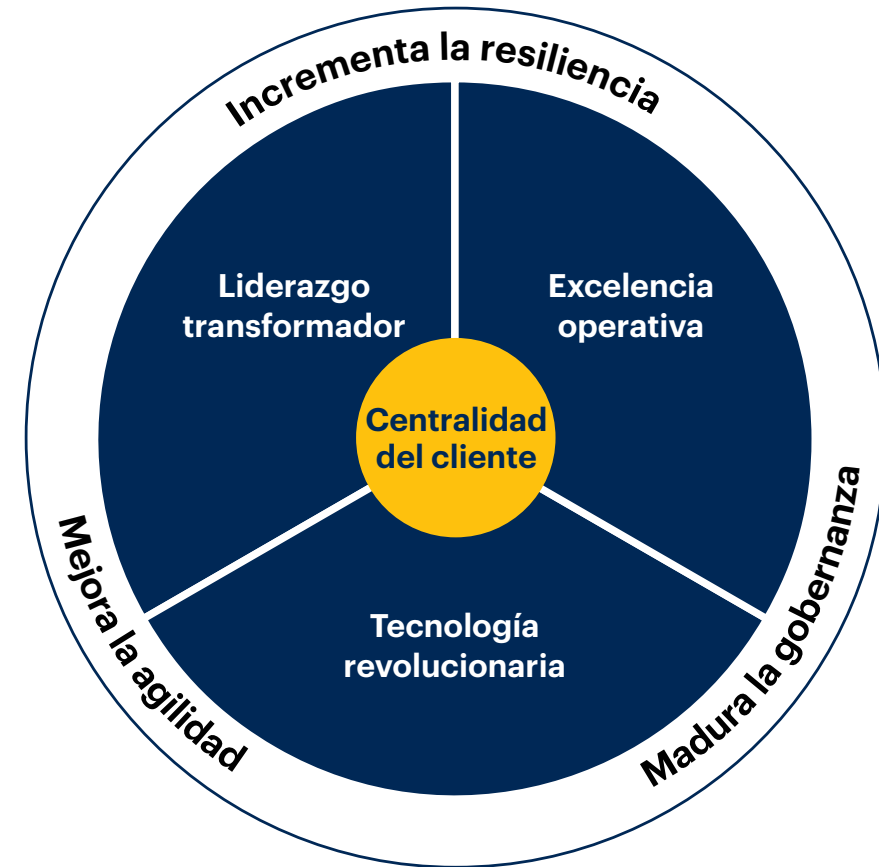 Incrementa la resiliencia
Liderazgo
transformador
Excelencia
operativa
Centralidad
del cliente
Tecnología
revolucionaria
Mejora la agilidad
Madura la gobernanza